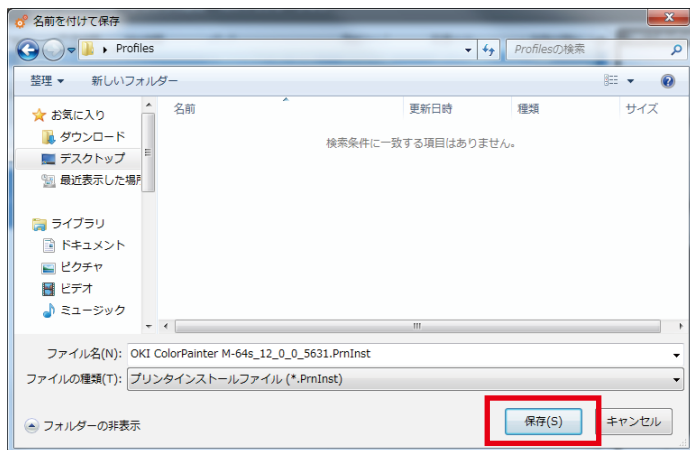 名前を付けて保存
Profiles
Profilesの検索
整理 新しいフォルダー
名前 更新日時 種類 サイズ
検索条件に一致する項目はありません。
お気に入り
ダウンロード
デスクトップ
最近表示した場所
ライブラリ
ドキュメント
ピクチャ
ビデオ
ミュージック
ファイル名(N): OKI ColorPainter M-64s_12_0_0_5631.PrnInst
ファイルの種類(T): プリンタインストールファイル (*.PrnInst)
フォルダーの非表示
保存(S) キャンセル